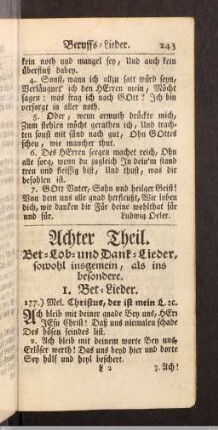 Beruffs-Lieder. 243
kein noth und mangel sey, Und auch kein
überfluß dabey.
4. Sonst, wann ich allzu satt würd seyn,
Verläugnet ich den HErren mein, Möcht
sagen: was frag ich nach GOtt? Ich bin
versorgt in aller noth.
5. Oder, wenn armuth drückte mich,
Zum stehlen möcht gerathen ich, Und trach-
ten sonst mit sünd nach gut, Ohn GOttes
scheu, wie mancher thut.
6. Des HErren seegen machet reich, Ohn
alle sorg, wenn du zugleich In dein'm stand
treu und fleissig bist, Und thust, was dir
befohlen ist.
7. GOtt Vater, Sohn und heilger Geist!
Von dem uns alle gnad herfleußt, Wir loben
dich, wir danken dir Für deine wohlthat für
und für. Ludwig Oeler.
Achter Theil.
Bet-Lob-und Dank-Lieder,
sowohl insgemein, als ins
besondere.
I. Bet-Lieder.
277.) Mel. Christus, der ist mein L. ec.
Ach bleib mit deiner gnade Bey uns, HErr
JEsu Christ! Daß uns niemals schade
Des bösen feindes list.
2. Ach bleib mit deinem worte Bey uns,
Erlöser werth! Das uns beyd hier und dorte
Sey hülf und heyl beschert.
L 2 3. Ach!